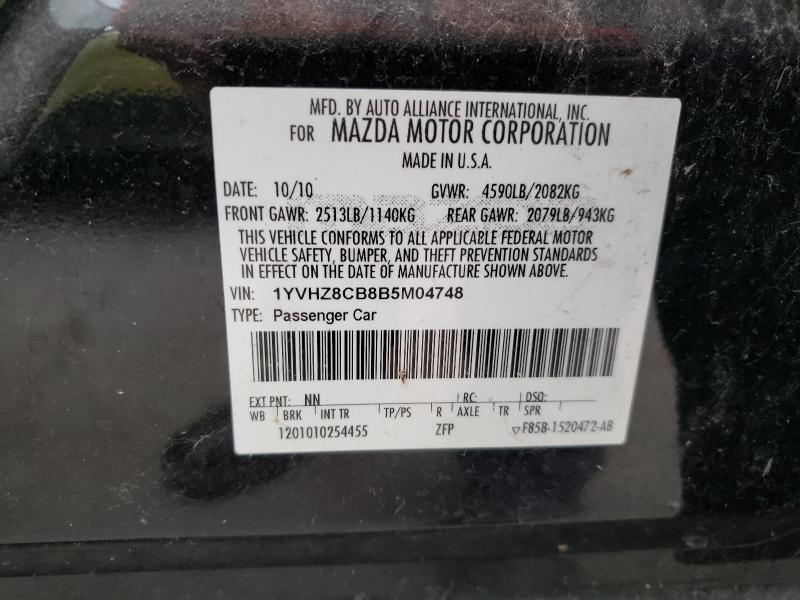 MFD. BY AUTO ALLIANCE INTERNATIONAL, INC.
FOR MAZDA MOTOR CORPORATION
MADE IN U.S.A.
DATE: 10/10 GVWR: 4590LB/2082KG
FRONT GAWR: 2513LB/1140KG REAR GAWR: 2079LB/943KG
THIS VEHICLE CONFORMS TO ALL APPLICABLE FEDERAL MOTOR
VEHICLE SAFETY, BUMPER, AND THEFT PREVENTION STANDARDS
IN EFFECT ON THE DATE OF MANUFACTURE SHOWN ABOVE.
VIN: 1YVHZ8CB8B5M04748
TYPE: Passenger Car
EXT PNT: NN RC: DSO:
WB BRK INT TR TP/PS R AXLE TR SPR
1201010254455 ZFP F85B-1520472-AB